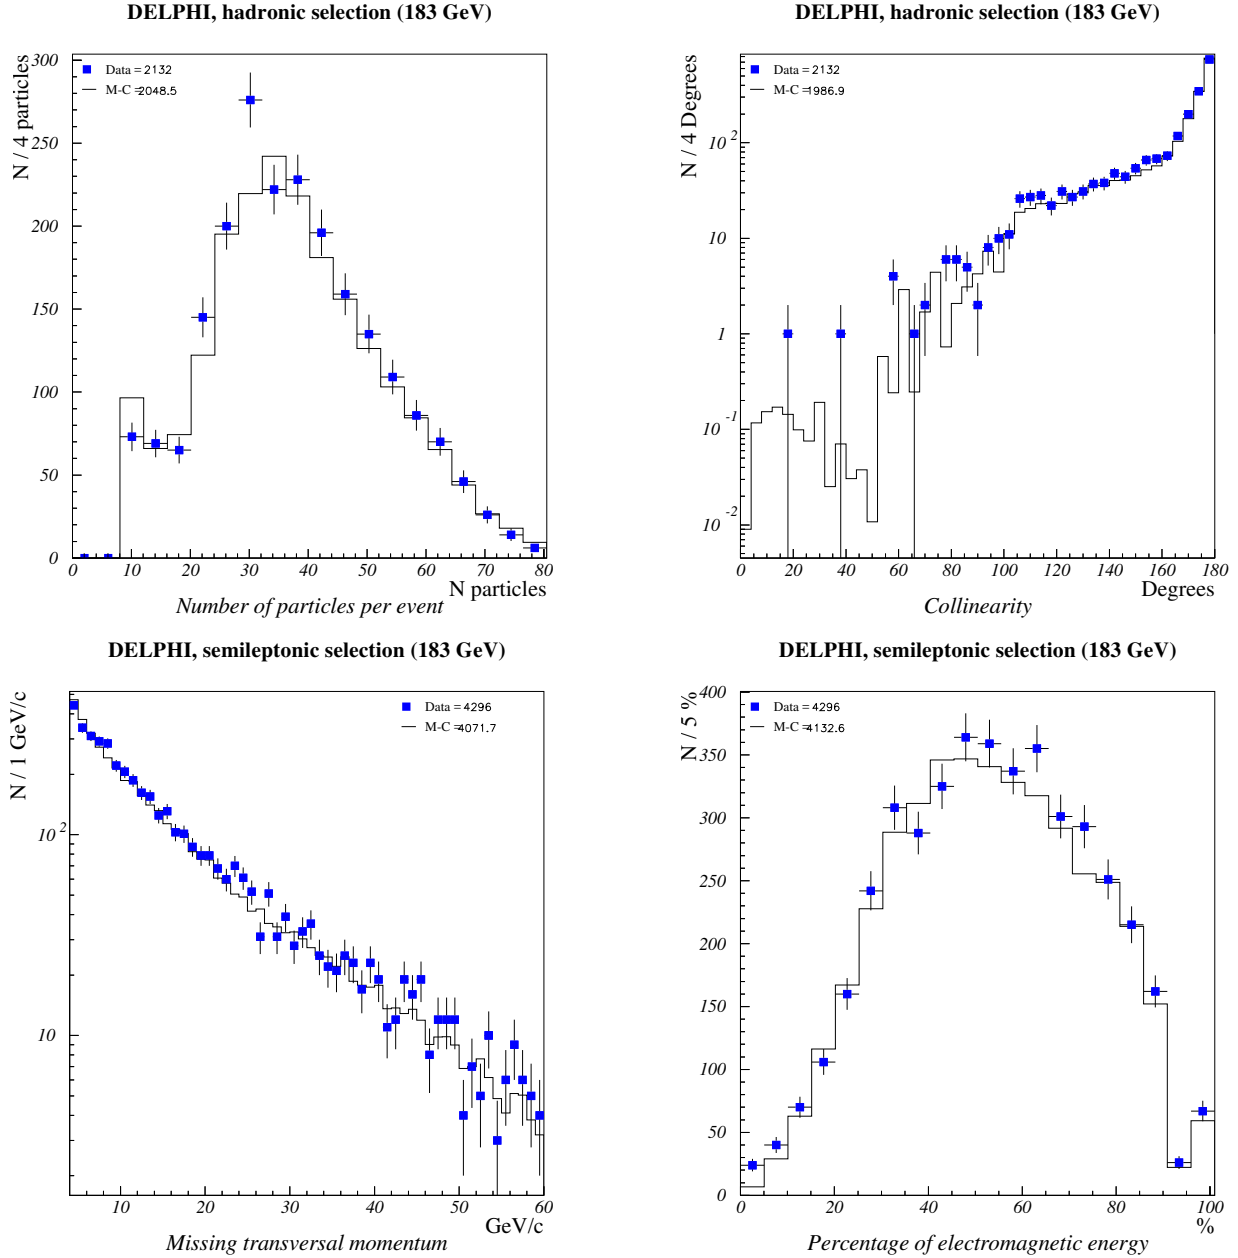 DELPHI, hadronic selection (183 GeV)
N / 4 particles
300
250
200
150
100
50
0
Data = 2132
M-C =2048.5
0 10 20 30 40 50 60 70 80
N particles
Number of particles per event
DELPHI, hadronic selection (183 GeV)
N / 4 Degrees
10 2
10
1
10 -1
10 -2
Data = 2132
M-C =1986.9
0 20 40 60 80 100 120 140 160 180
Degrees
Collinearity
DELPHI, semileptonic selection (183 GeV)
N / 1 GeV/c
10 2
10
Data = 4296
M-C =4071.7
10 20 30 40 50 60
GeV/c
Missing transversal momentum
DELPHI, semileptonic selection (183 GeV)
N / 5 %
400
350
300
250
200
150
100
50
0
Data = 4296
M-C =4132.6
0 20 40 60 80 100
%
Percentage of electromagnetic energy